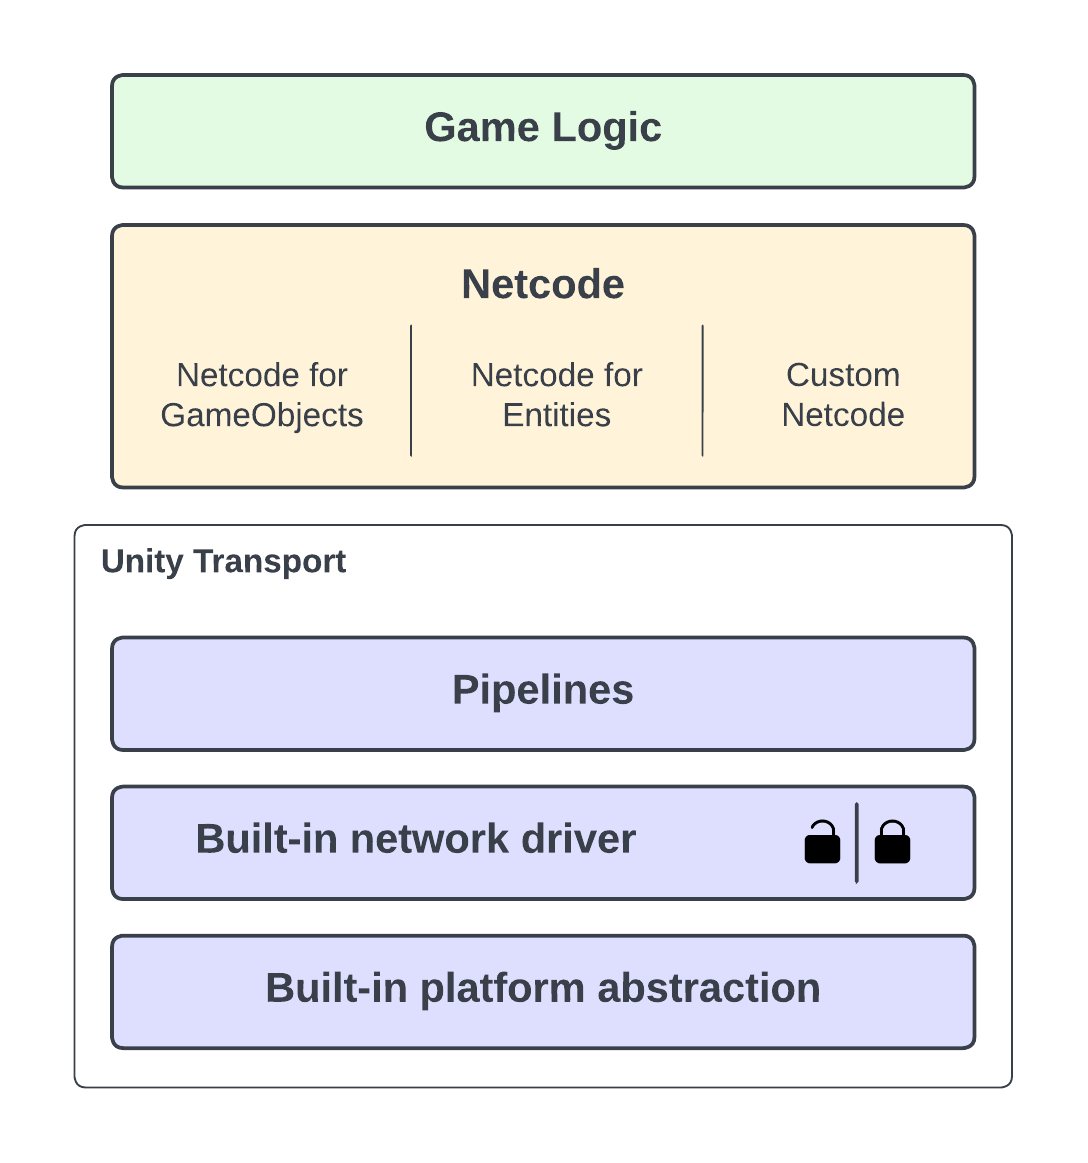 Game Logic
Netcode
Netcode for
GameObjects
Netcode for
Entities
Custom
Netcode
Unity Transport
Pipelines
Built-in network driver
Built-in platform abstraction